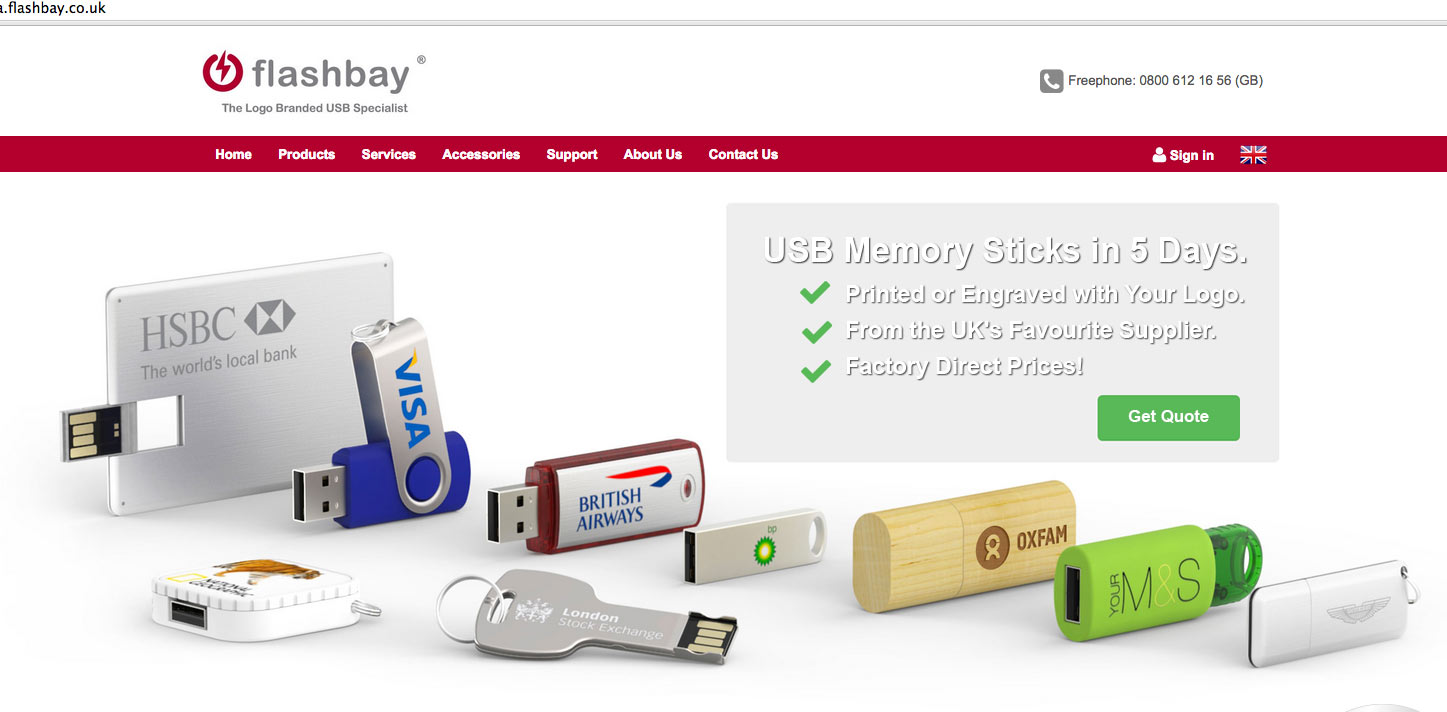 a.flashbay.co.uk
flashbay®
The Logo Branded USB Specialist
Freephone: 0800 612 16 56 (GB)
Home Products Services Accessories Support About Us Contact Us Sign in
USB Memory Sticks in 5 Days.
Printed or Engraved with Your Logo.
From the UK's Favourite Supplier.
Factory Direct Prices!
Get Quote
HSBC
The world's local bank
VISA
BRITISH
AIRWAYS
bp
OXFAM
YOUR
M&S
NATIONAL
GEOGRAPHIC
London
Stock Exchange